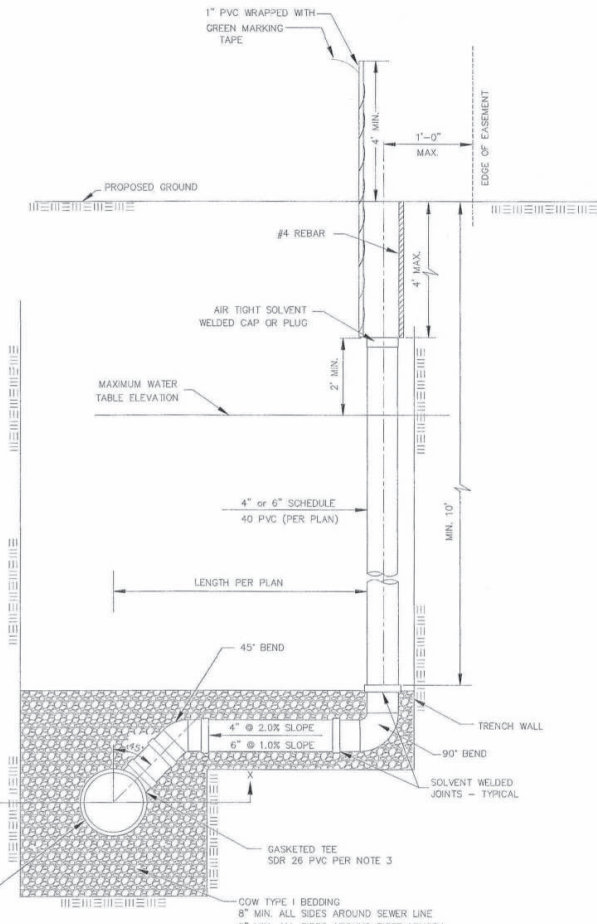 1" PVC WRAPPED WITH
GREEN MARKING
TAPE
4' MIN.
1'-0"
MAX.
EDGE OF EASEMENT
PROPOSED GROUND
#4 REBAR
4' MAX.
AIR TIGHT SOLVENT
WELDED CAP OR PLUG
2' MIN.
MAXIMUM WATER
TABLE ELEVATION
4" or 6" SCHEDULE
40 PVC (PER PLAN)
MIN. 10'
LENGTH PER PLAN
45° BEND
4" @ 2.0% SLOPE
6" @ 1.0% SLOPE
45°
TRENCH WALL
90° BEND
X
SOLVENT WELDED
JOINTS - TYPICAL
GASKETED TEE
SDR 26 PVC PER NOTE 3
COW TYPE I BEDDING
8" MIN. ALL SIDES AROUND SEWER LINE